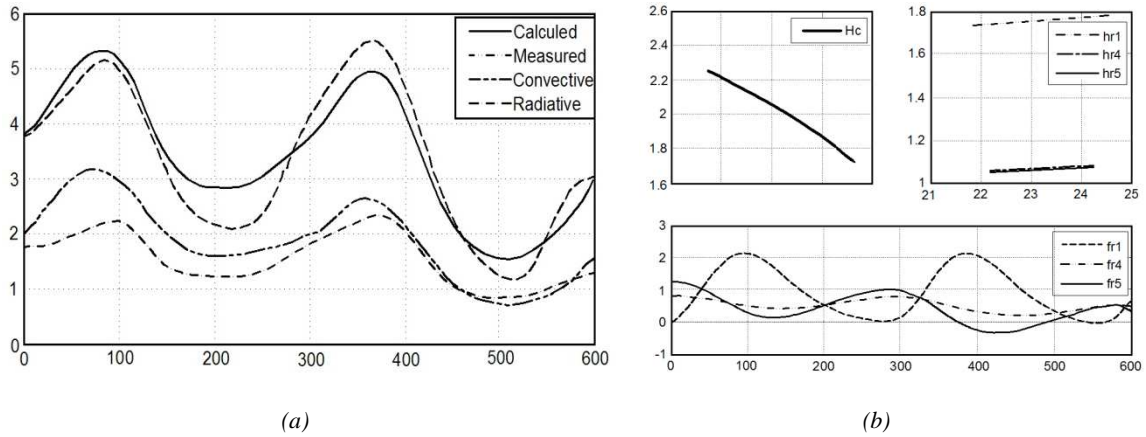 6
5
4
3
2
1
0
0 100 200 300 400 500 600
Calculed
Measured
Convective
Radiative
(a)
2.6
2.4
2.2
2
1.8
1.6
Hc
1.8
1.6
1.4
1.2
1
21 22 23 24 25
hr1
hr4
hr5
3
2
1
0
-1
0 100 200 300 400 500 600
fr1
fr4
fr5
(b)